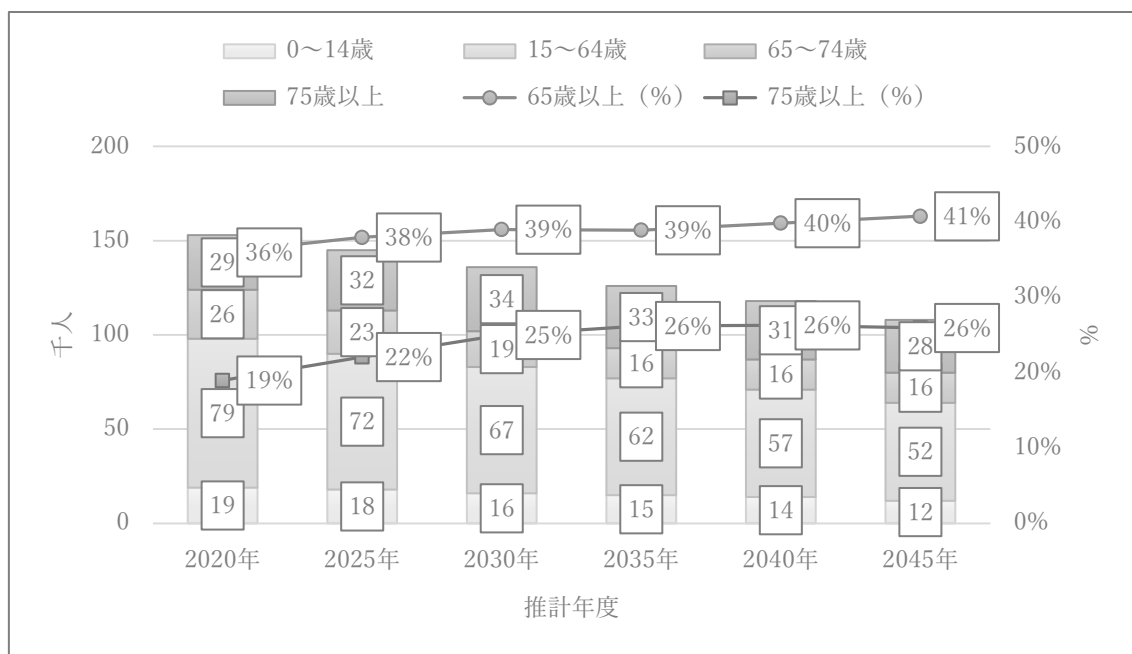 0～14歳 15～64歳 65～74歳
75歳以上 65歳以上（%） 75歳以上（%）
200 50%
150 40%
100 30%
20%
50 10%
0 0%
千人
%
36% 38% 39% 39% 40% 41%
29 32 34 33 31 28
26 23 19 16 16 16
19% 22% 25% 26% 26% 26%
79 72 67 62 57 52
19 18 16 15 14 12
2020年 2025年 2030年 2035年 2040年 2045年
推計年度